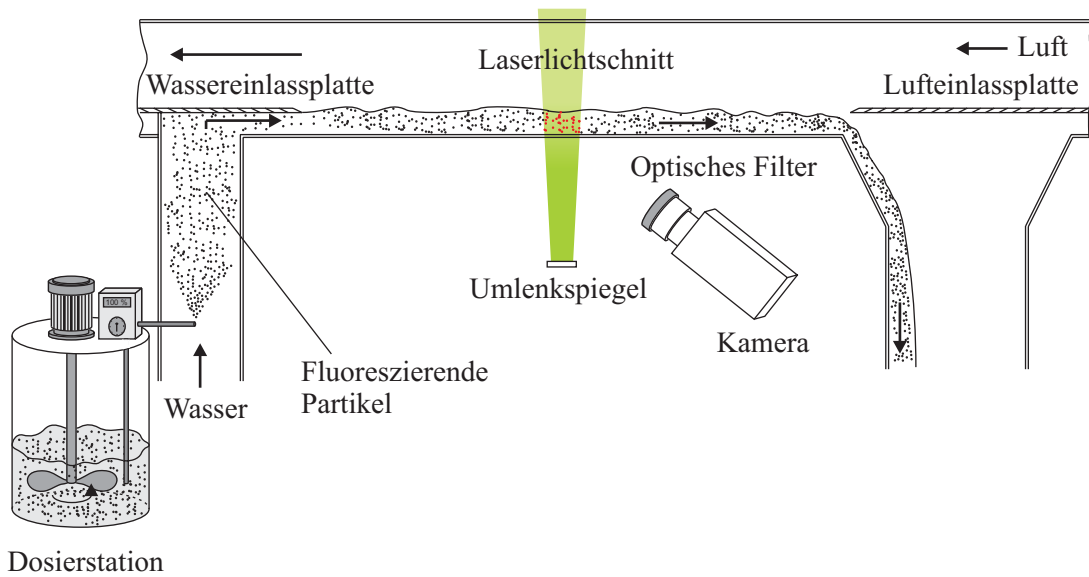 Luft
Laserlichtschnitt
Wassereinlassplatte
Lufteinlassplatte
Optisches Filter
Umlenkspiegel
100 %
Kamera
Fluoreszierende
Partikel
Wasser
Dosierstation